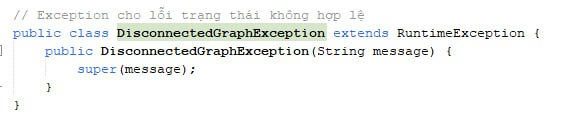 // Exception cho lỗi trạng thái không hợp lệ
public class DisconnectedGraphException extends RuntimeException {
    public DisconnectedGraphException(String message) {
        super(message);
    }
}